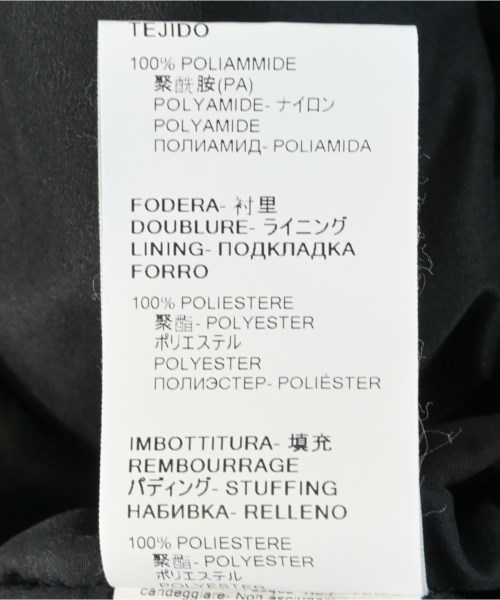 TEJIDO
100% POLIAMMIDE
聚酰胺(PA)
POLYAMIDE- ナイロン
POLYAMIDE
ПОЛИАМИД- POLIAMIDA
FODERA- 衬里
DOUBLURE- ライニング
LINING- ПОДКЛАДКА
FORRO
100% POLIESTERE
聚酯- POLYESTER
ポリエステル
POLYESTER
ПОЛИЭСТЕР- POLIÉSTER
IMBOTTITURA- 填充
REMBOURRAGE
パディング- STUFFING
НАБИВКА- RELLENO
100% POLIESTERE
聚酯- POLYESTER
ポリエステル
POLYESTER
candeggiare- Non